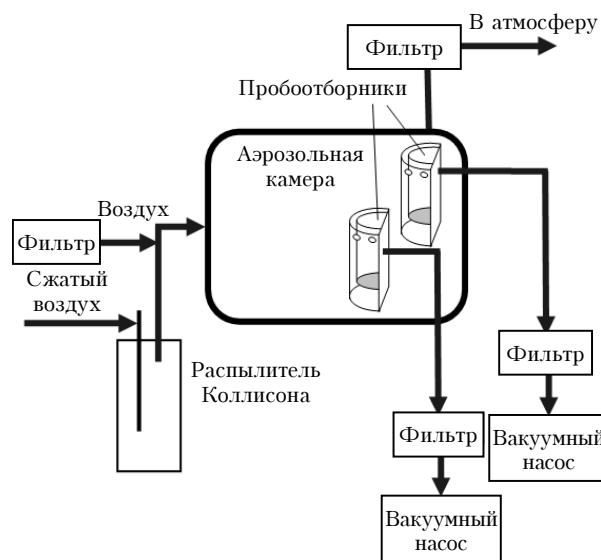 В атмосферу
Фильтр
Пробоотборники
Аэрозольная
камера
Воздух
Фильтр
Сжатый
воздух
Распылитель
Коллисона
Фильтр
Фильтр
Вакуумный
насос
Вакуумный
насос